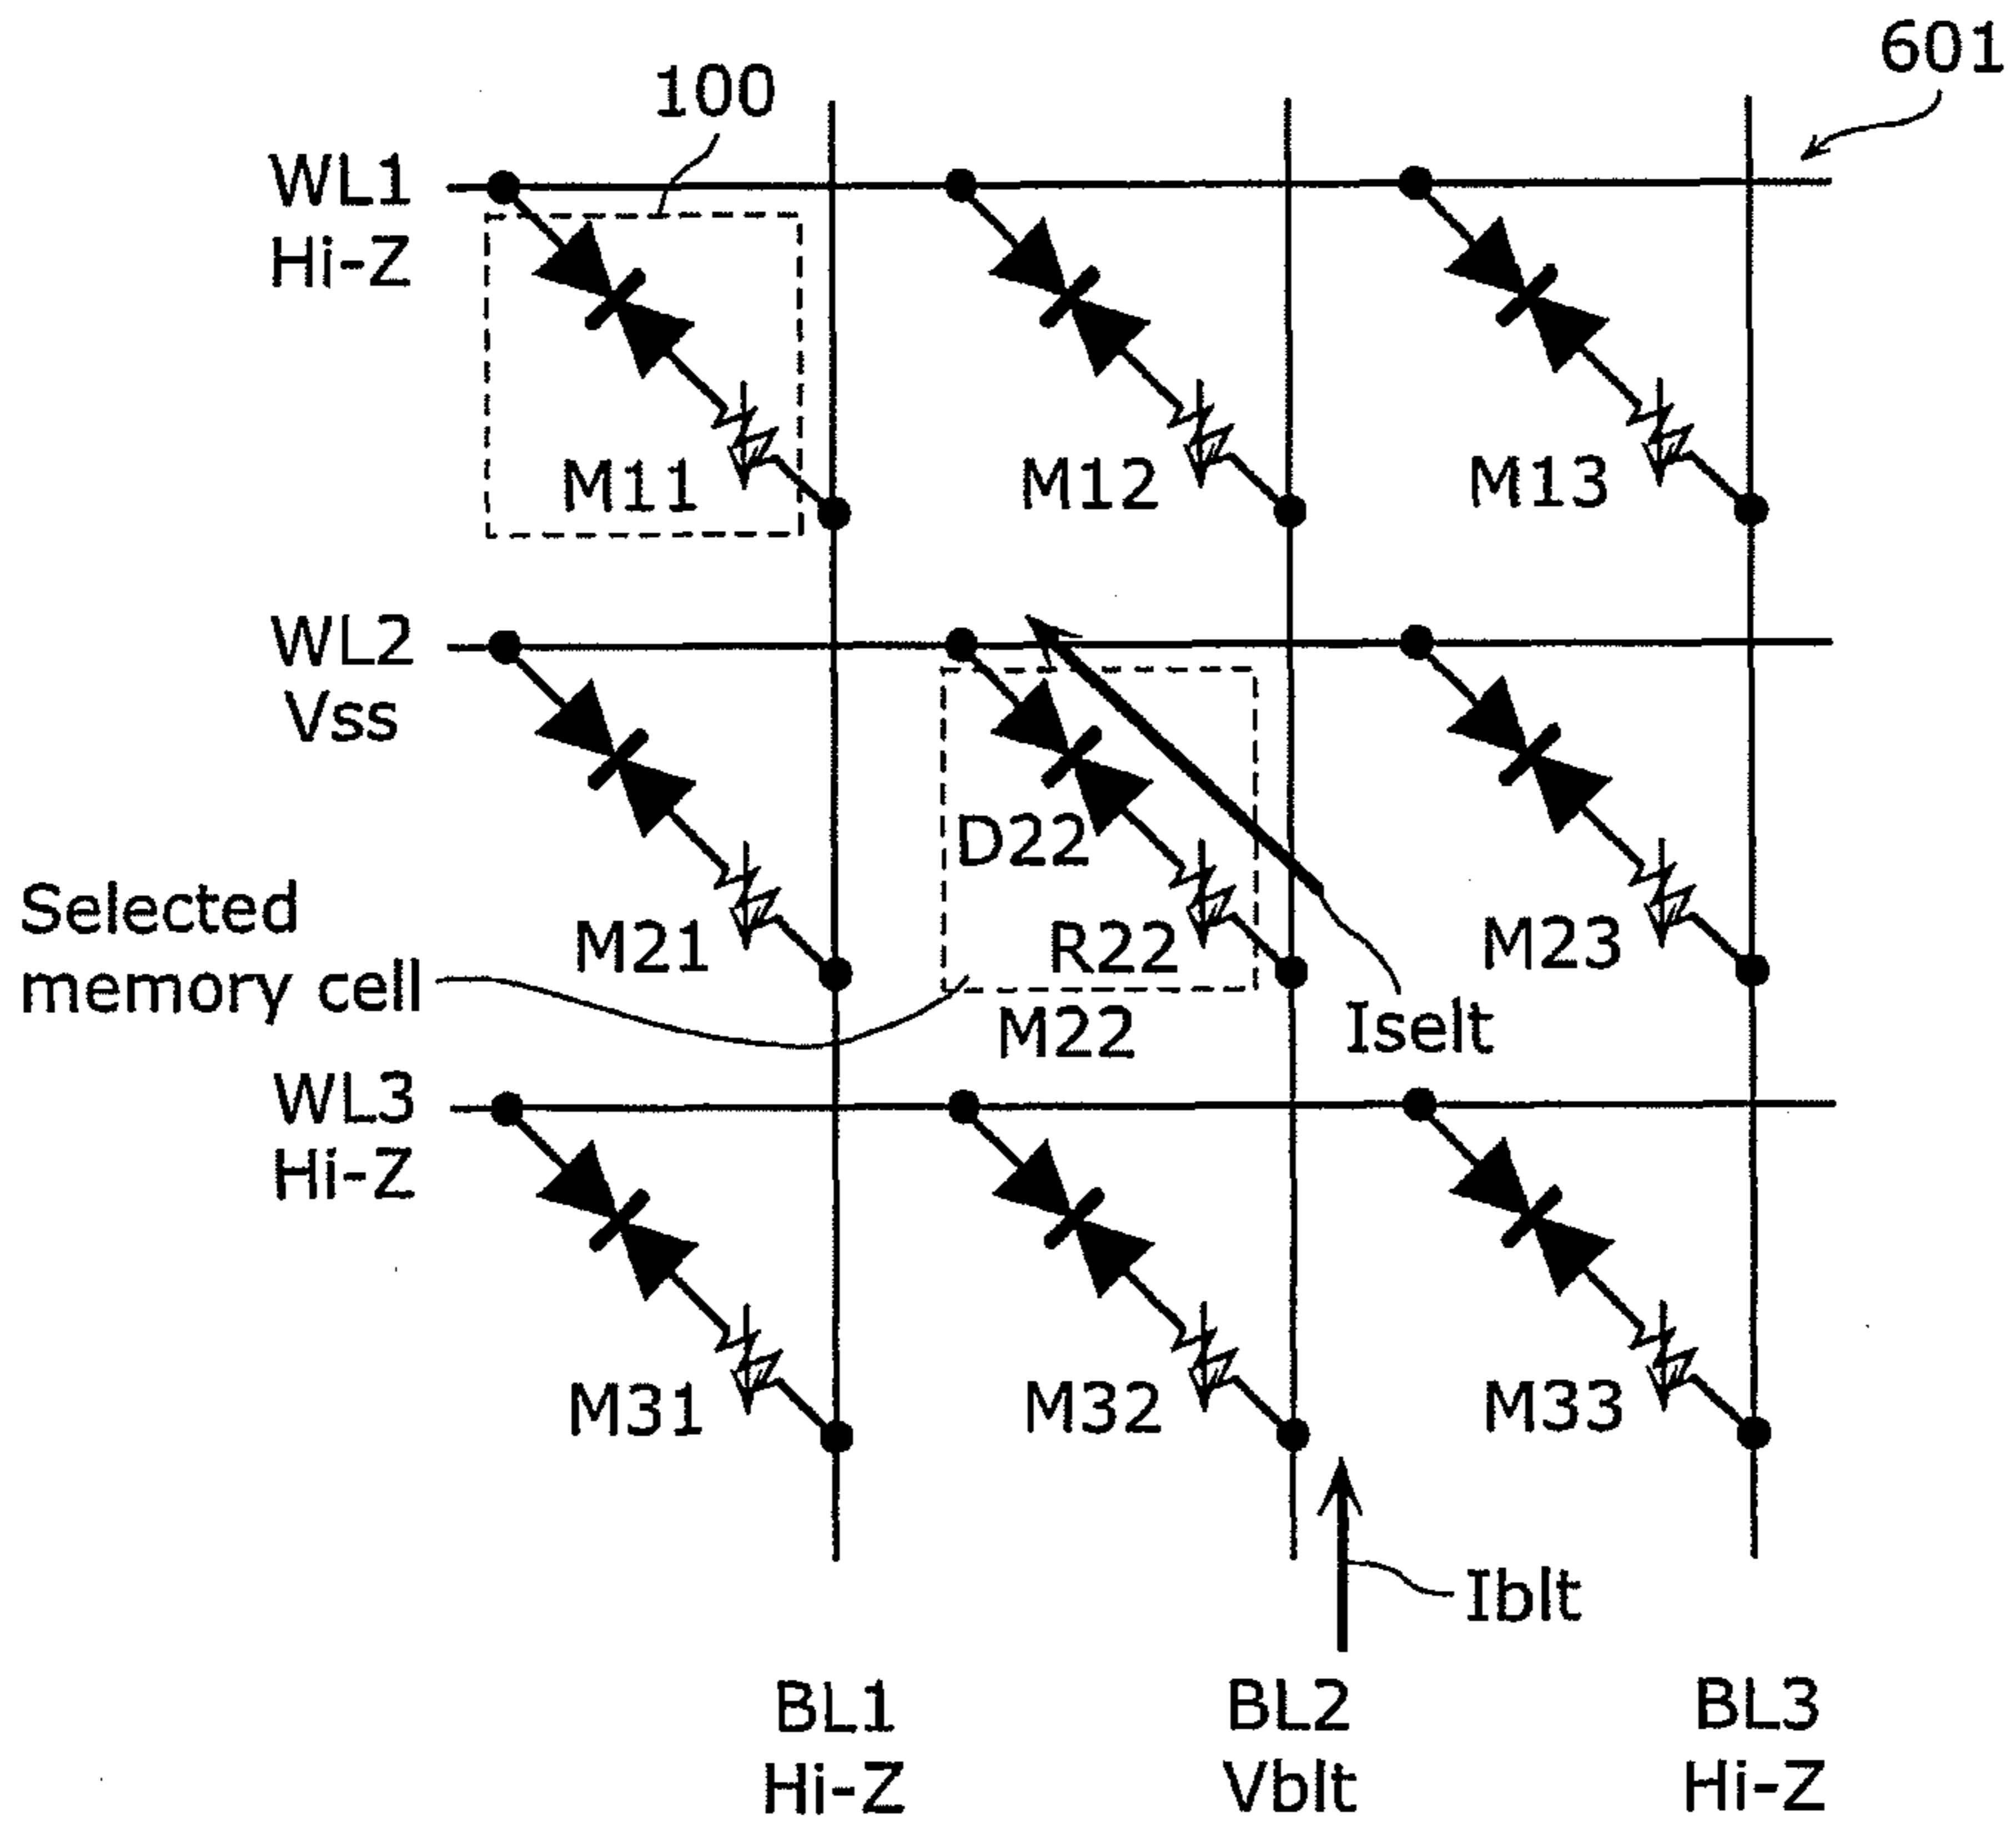 601
100
WL1
Hi-Z
M11
M12
M13
WL2
Vss
D22
R22
M21
M22
M23
Selected
memory cell
Iselt
WL3
Hi-Z
M31
M32
M33
Iblt
BL1
Hi-Z
BL2
Vblt
BL3
Hi-Z